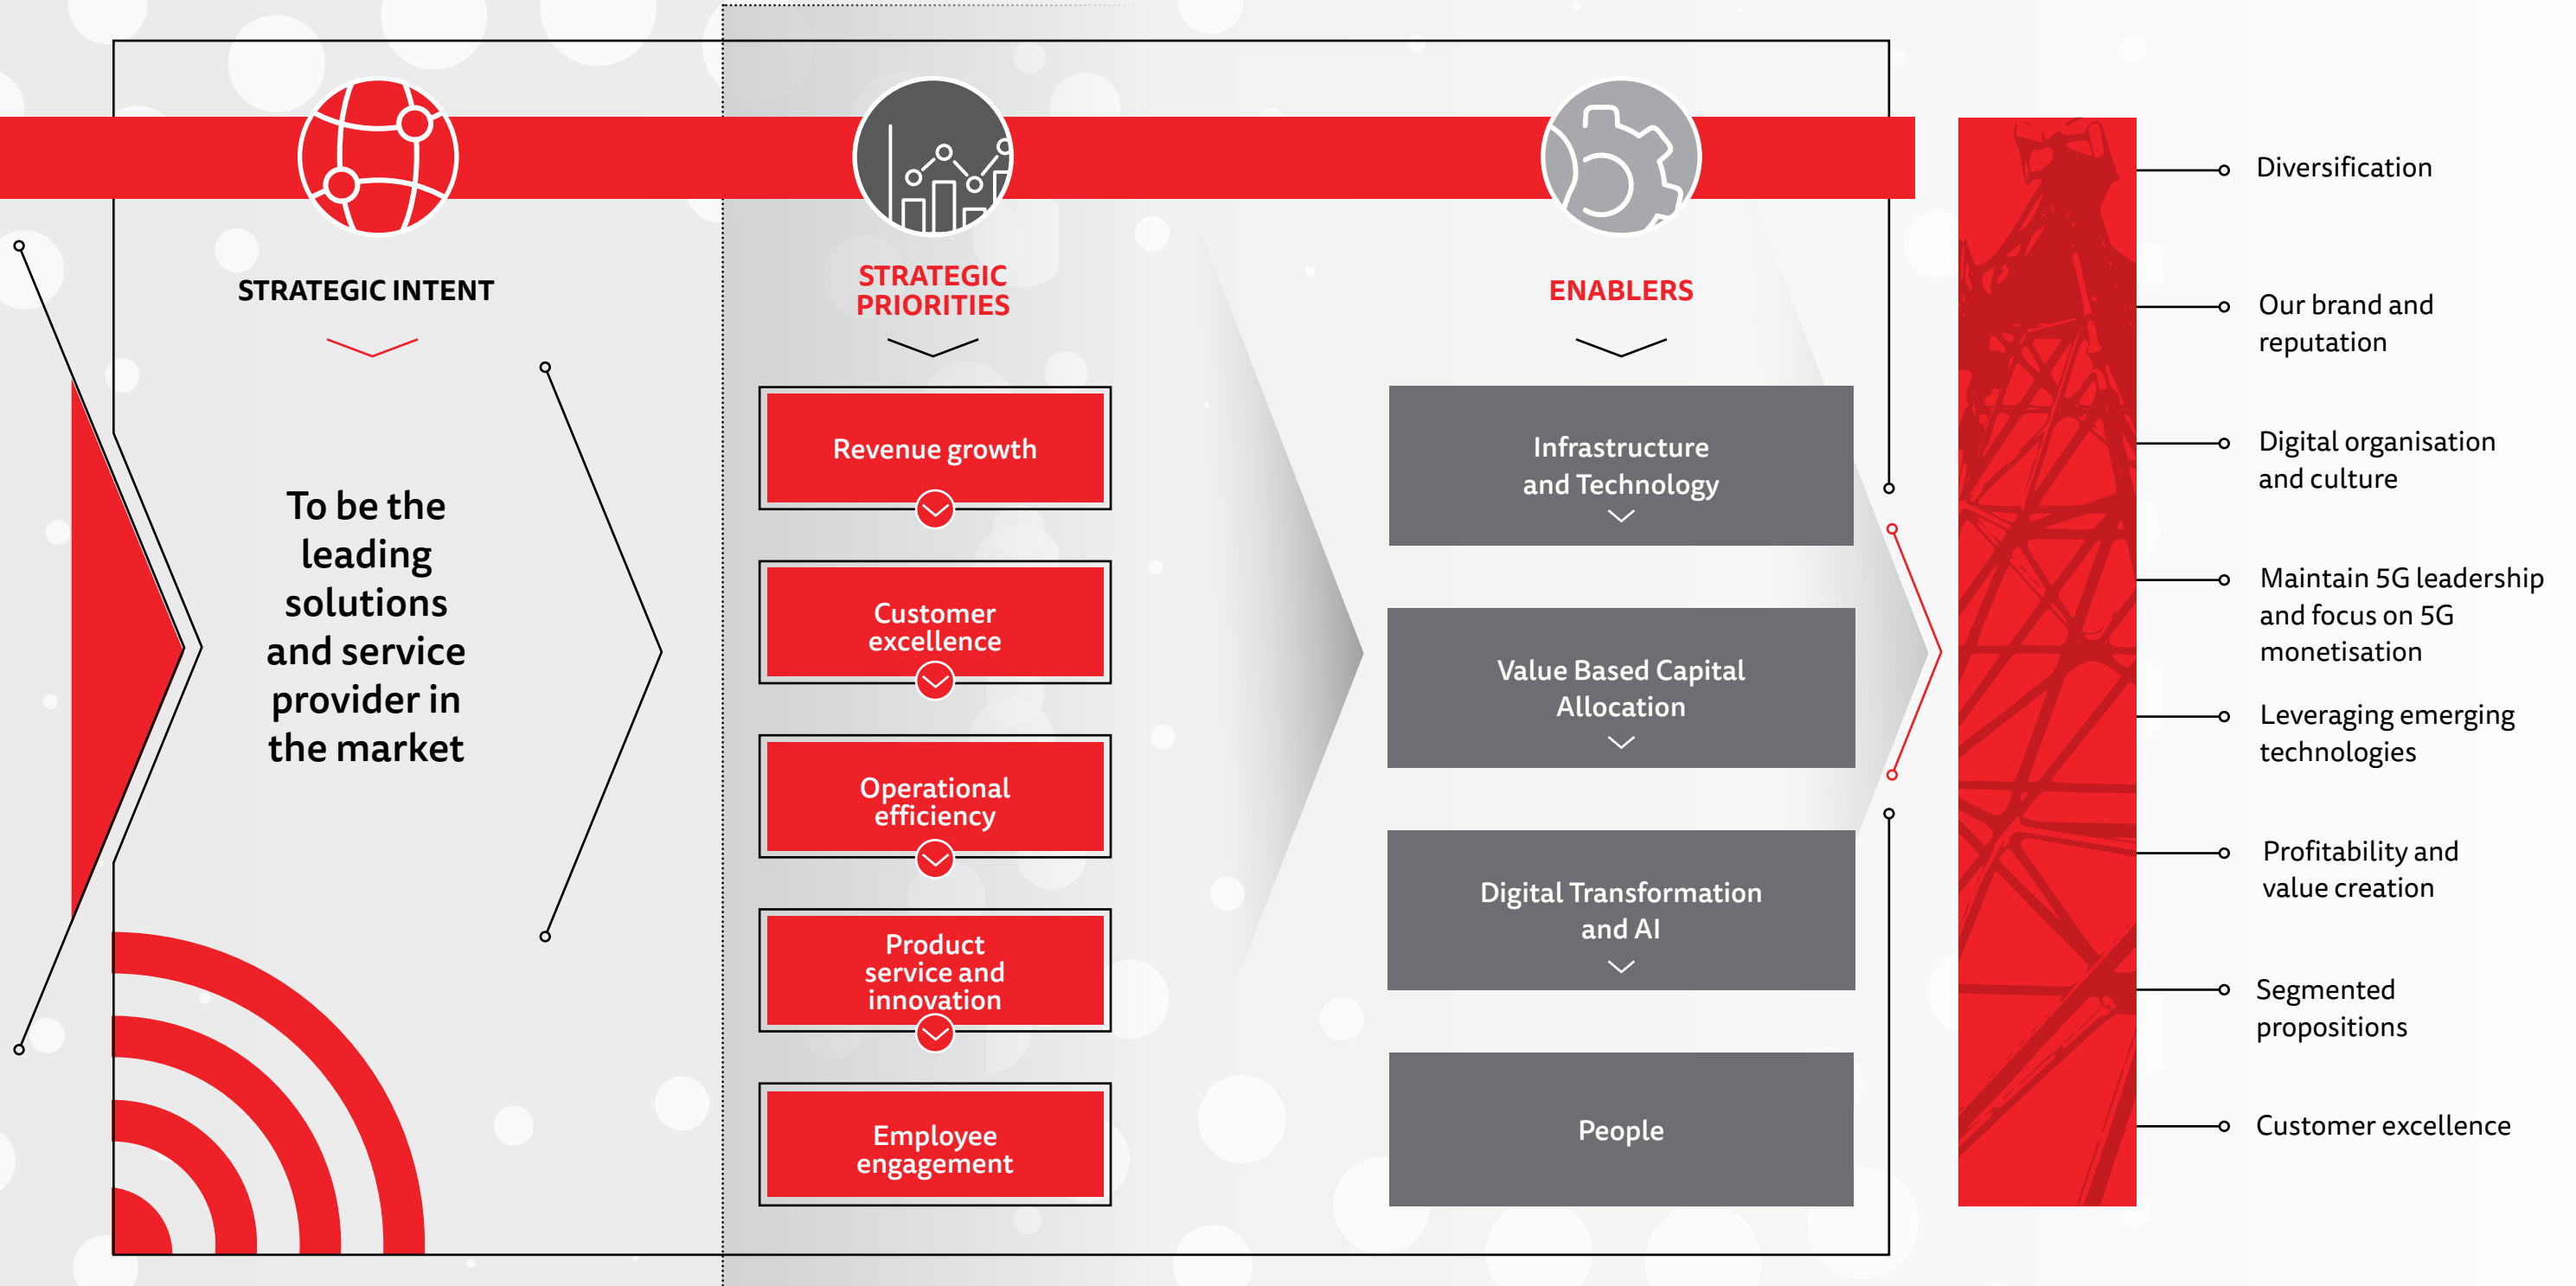 STRATEGIC INTENT
To be the
leading
solutions
and service
provider in
the market
STRATEGIC
PRIORITIES
Revenue growth
Customer
excellence
Operational
efficiency
Product
service and
innovation
Employee
engagement
ENABLERS
Infrastructure
and Technology
Value Based Capital
Allocation
Digital Transformation
and AI
People
Diversification
Our brand and
reputation
Digital organisation
and culture
Maintain 5G leadership
and focus on 5G
monetisation
Leveraging emerging
technologies
Profitability and
value creation
Segmented
propositions
Customer excellence